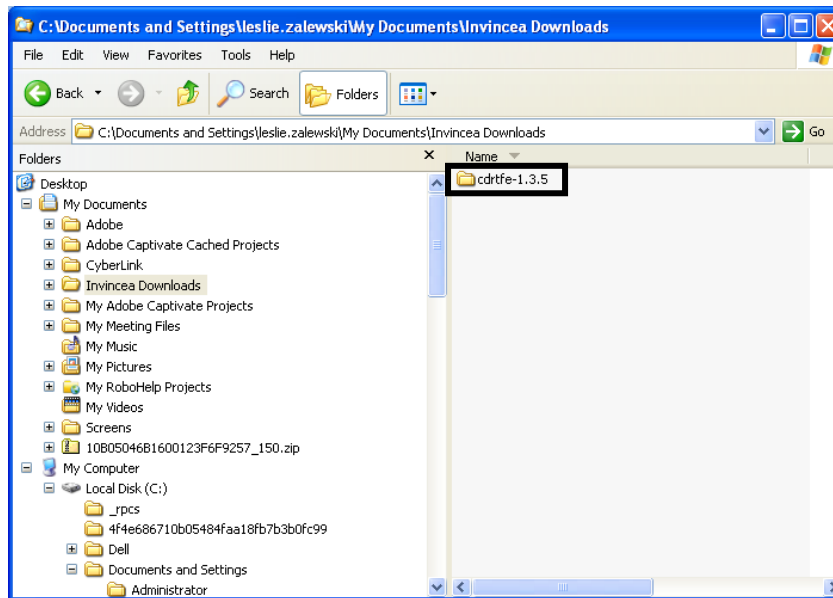 C:\Documents and Settings\leslie.zalewski\My Documents\Invincea Downloads
File Edit View Favorites Tools Help
Back Search Folders
Address C:\Documents and Settings\leslie.zalewski\My Documents\Invincea Downloads Go
Folders Name
Desktop cdrtfe-1.3.5
My Documents
Adobe
Adobe Captivate Cached Projects
CyberLink
Invincea Downloads
My Adobe Captivate Projects
My Meeting Files
My Music
My Pictures
My RoboHelp Projects
My Videos
Screens
10B05046B1600123F6F9257_150.zip
My Computer
Local Disk (C:)
_rpcs
4f4e686710b05484faa18fb7b3b0fc99
Dell
Documents and Settings
Administrator